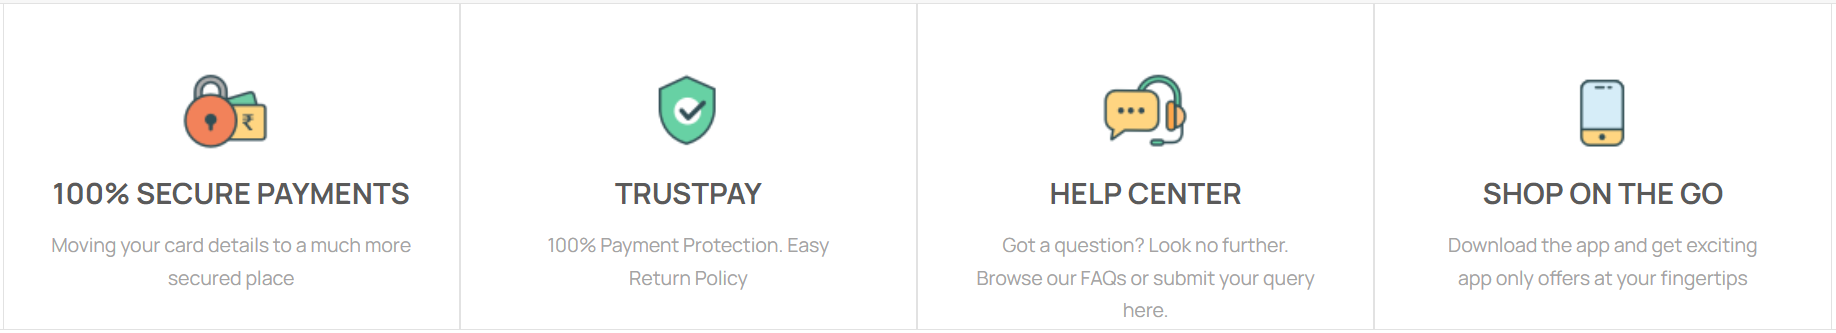 ₹
100% SECURE PAYMENTS
Moving your card details to a much more
secured place
TRUSTPAY
100% Payment Protection. Easy
Return Policy
HELP CENTER
Got a question? Look no further.
Browse our FAQs or submit your query
here.
SHOP ON THE GO
Download the app and get exciting
app only offers at your fingertips